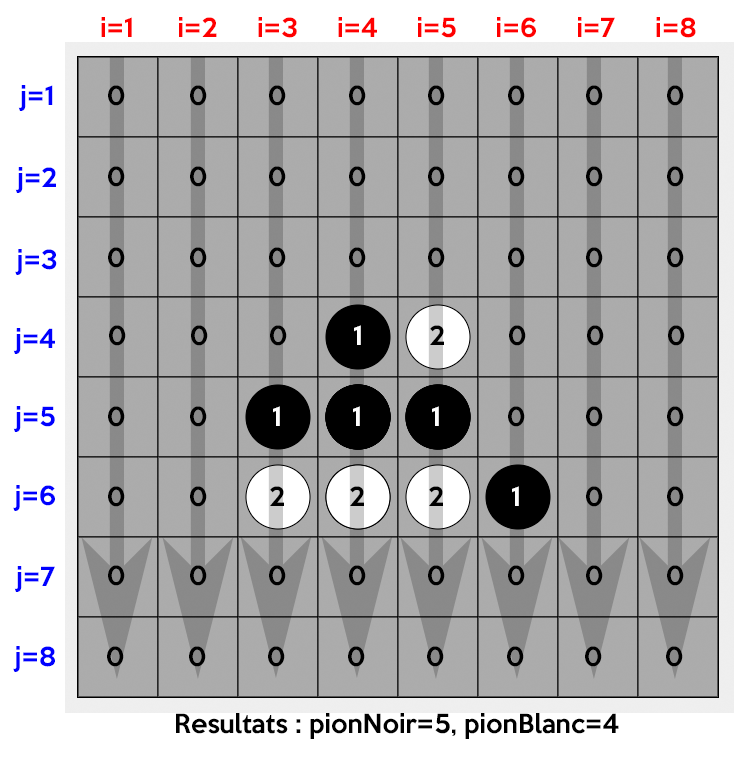 i=1 i=2 i=3 i=4 i=5 i=6 i=7 i=8
j=1 0 0 0 0 0 0 0 0
j=2 0 0 0 0 0 0 0 0
j=3 0 0 0 0 0 0 0 0
j=4 0 0 0 1 2 0 0 0
j=5 0 0 1 1 1 0 0 0
j=6 0 0 2 2 2 1 0 0
j=7 0 0 0 0 0 0 0 0
j=8 0 0 0 0 0 0 0 0
Resultats : pionNoir=5, pionBlanc=4